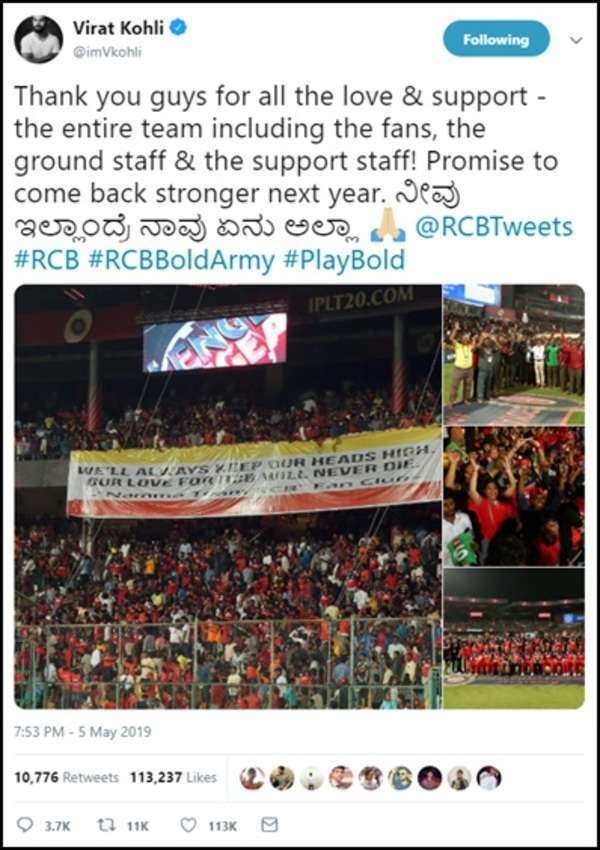 Virat Kohli
@imVkohli
Following
Thank you guys for all the love & support -
the entire team including the fans, the
ground staff & the support staff! Promise to
come back stronger next year. ನೀವು
ಇಲ್ಲಾಂದ್ರೆ ನಾವು ಏನು ಅಲ್ಲಾ @RCBTweets
#RCB #RCBBoldArmy #PlayBold
IPLT20.COM
WE'LL ALWAYS KEEP OUR HEADS HIGH.
OUR LOVE FOR RCB WILL NEVER DIE.
Fan Club
7:53 PM - 5 May 2019
10,776 Retweets 113,237 Likes
3.7K 11K 113K